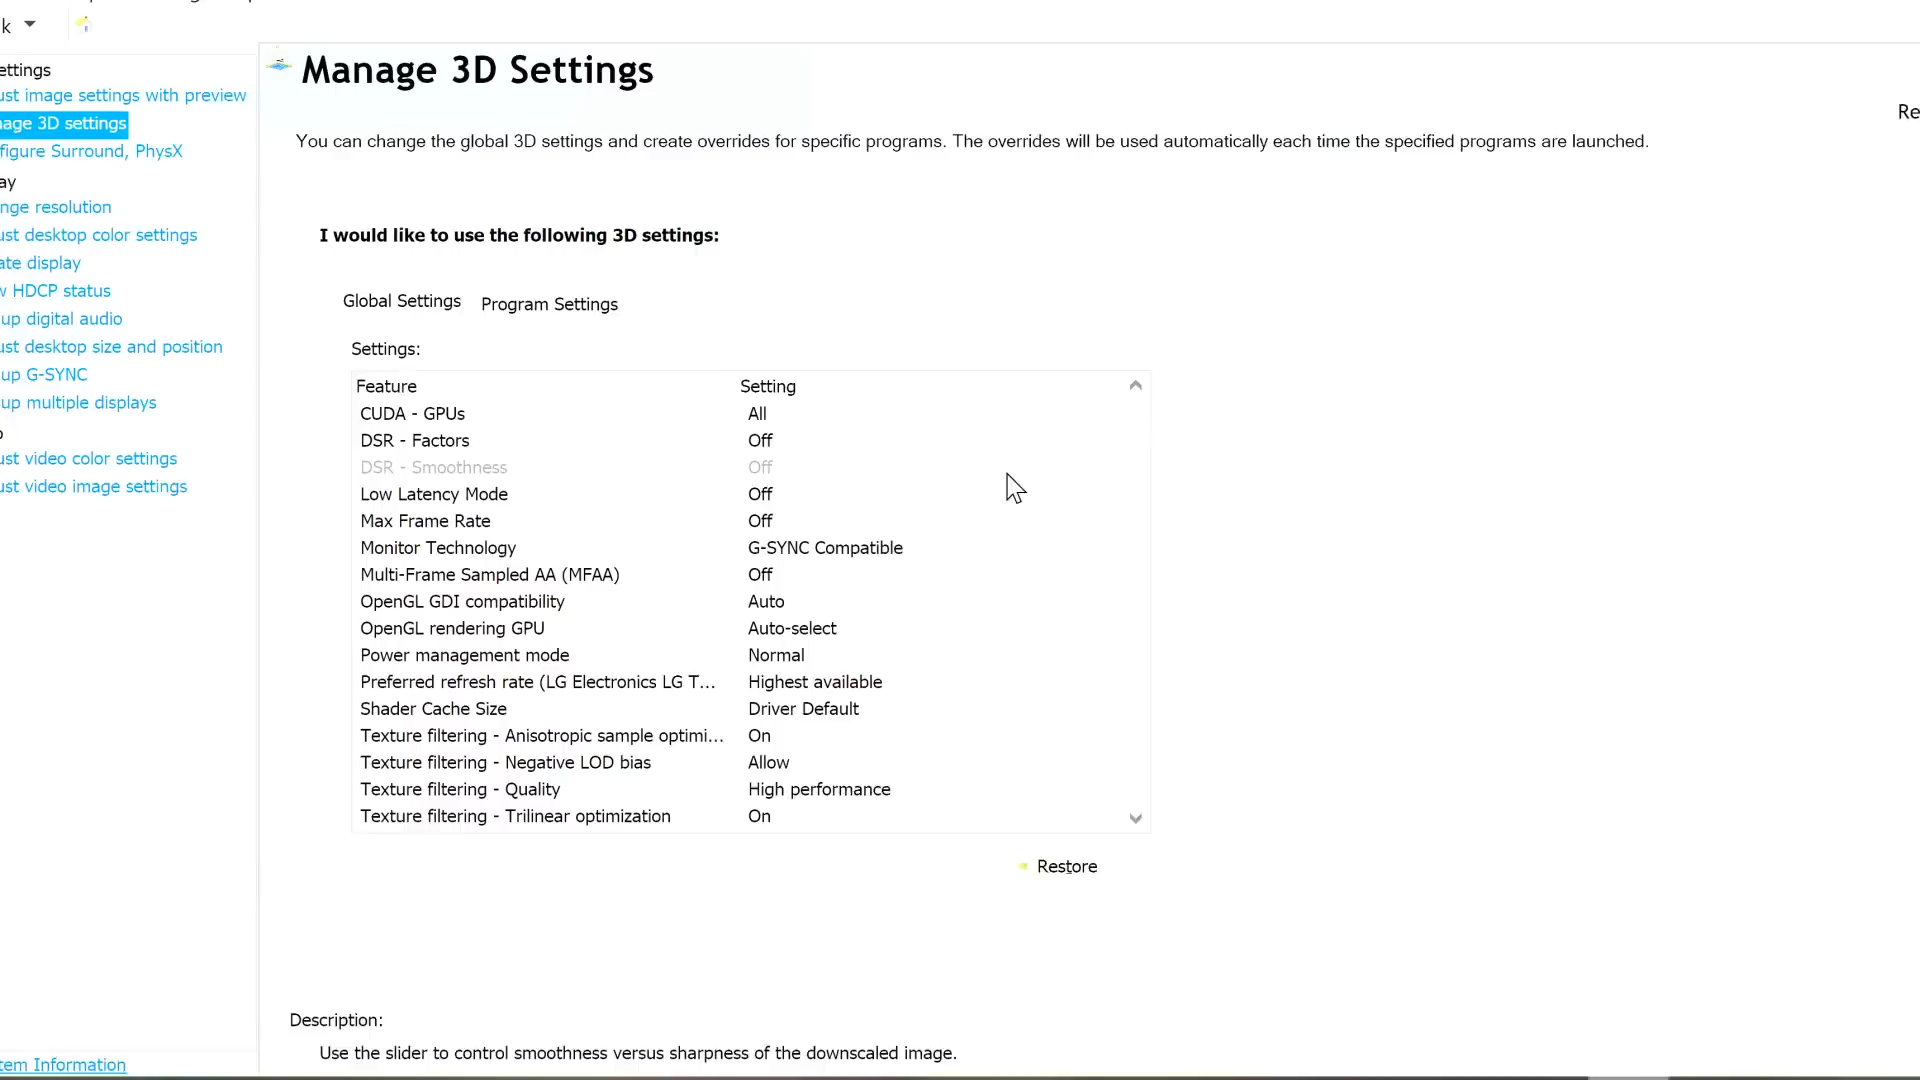 k
ettings
ust image settings with preview
nage 3D settings
figure Surround, PhysX
ay
nge resolution
ust desktop color settings
ate display
w HDCP status
up digital audio
ust desktop size and position
up G-SYNC
up multiple displays
o
ust video color settings
ust video image settings
tem Information
Manage 3D Settings
Re
You can change the global 3D settings and create overrides for specific programs. The overrides will be used automatically each time the specified programs are launched.
I would like to use the following 3D settings:
Global Settings Program Settings
Settings:
Feature Setting
CUDA - GPUs All
DSR - Factors Off
DSR - Smoothness Off
Low Latency Mode Off
Max Frame Rate Off
Monitor Technology G-SYNC Compatible
Multi-Frame Sampled AA (MFAA) Off
OpenGL GDI compatibility Auto
OpenGL rendering GPU Auto-select
Power management mode Normal
Preferred refresh rate (LG Electronics LG T... Highest available
Shader Cache Size Driver Default
Texture filtering - Anisotropic sample optimi... On
Texture filtering - Negative LOD bias Allow
Texture filtering - Quality High performance
Texture filtering - Trilinear optimization On
Restore
Description:
Use the slider to control smoothness versus sharpness of the downscaled image.